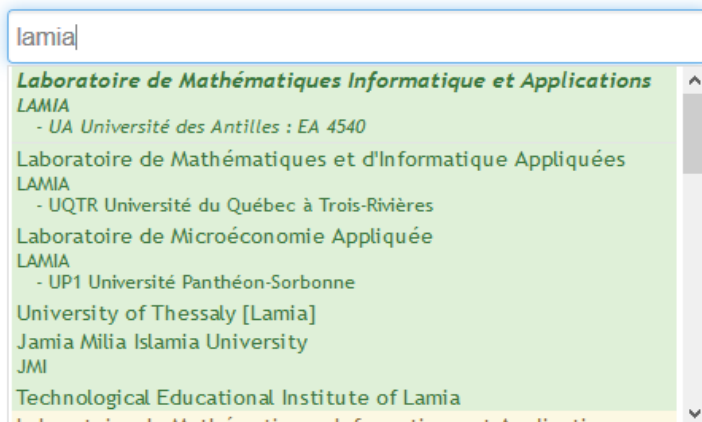 lamia
Laboratoire de Mathématiques Informatique et Applications
LAMIA
- UA Université des Antilles : EA 4540
Laboratoire de Mathématiques et d'Informatique Appliquées
LAMIA
- UQTR Université du Québec à Trois-Rivières
Laboratoire de Microéconomie Appliquée
LAMIA
- UP1 Université Panthéon-Sorbonne
University of Thessaly [Lamia]
Jamia Milia Islamia University
JMI
Technological Educational Institute of Lamia